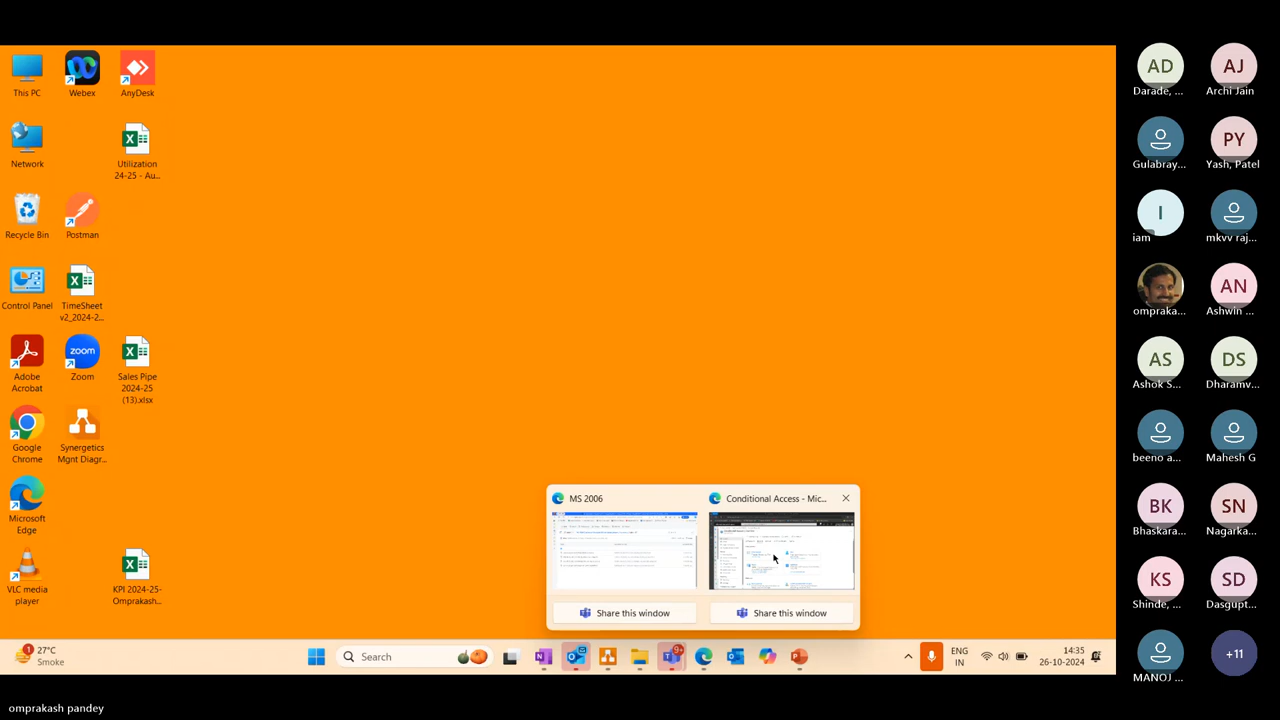 This PC
Webex
AnyDesk
Network
Utilization
24-25 - Au...
Recycle Bin
Postman
Control Panel
TimeSheet
v2_2024-2...
Adobe
Acrobat
Zoom
zoom
Sales Pipe
2024-25
(13).xlsx
Google
Chrome
Synergetics
Mgnt Diagr...
Microsoft
Edge
VLC media
player
KPI 2024-25-
Omprakash...
MS 2006
Conditional Access - Mic...
Share this window
Share this window
1
27°C
Smoke
Search
9+
ENG
IN
14:35
26-10-2024
AD
Darade, ...
AJ
Archi Jain
Gulabray...
PY
Yash, Patel
I
iam
mkvv raj...
ompraka...
AN
Ashwin ...
AS
Ashok S...
DS
Dharamv...
beeno a...
Mahesh G
BK
Bhaskara...
SN
Nagarka...
KS
Shinde, ...
SD
Dasgupt...
MANOJ ...
+11
omprakash pandey